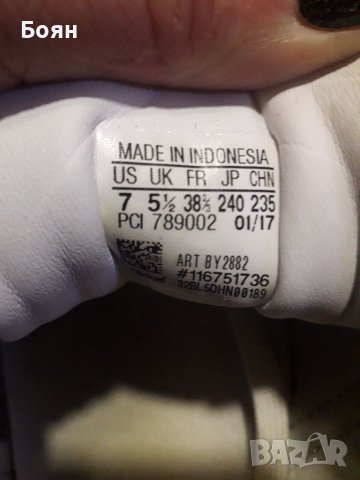 Боян
MADE IN INDONESIA
US UK FR JP CHN
7 5½ 38⅔ 240 235
PCI 789002 01/17
ART BY2882
#116751736
32BL5DHN00189
BAZAR